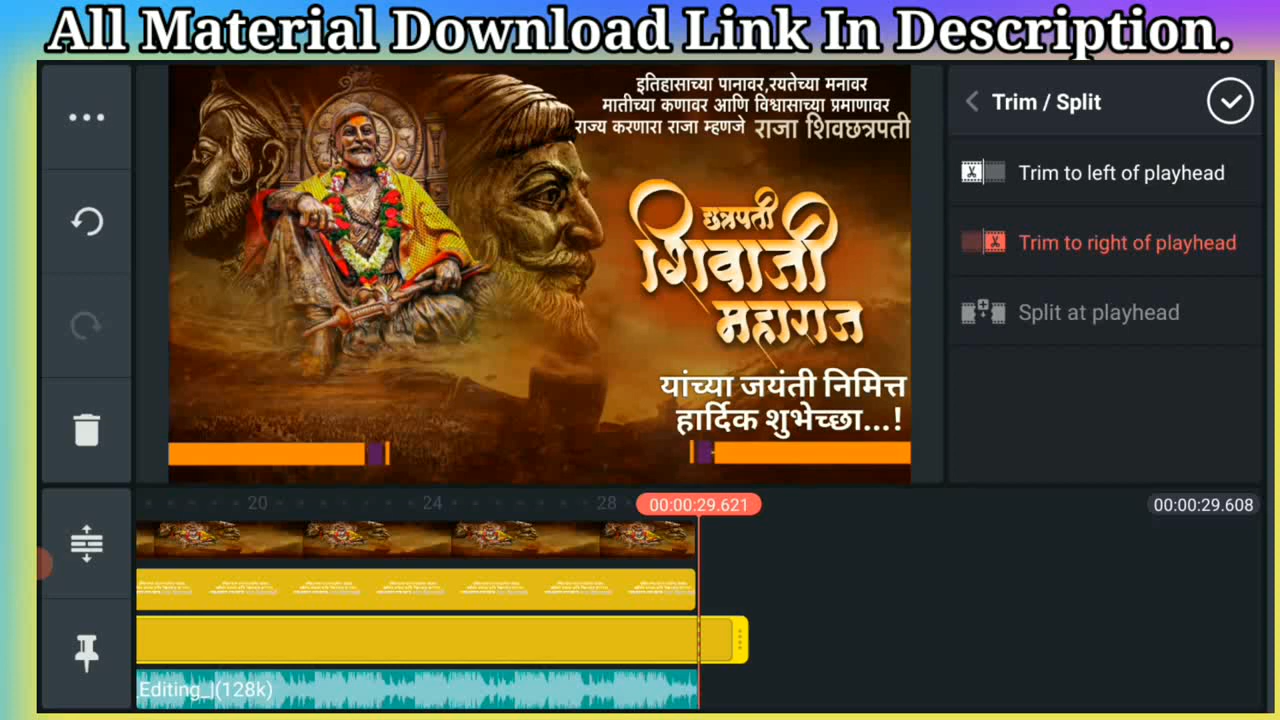 All Material Download Link In Description.
इतिहासाच्या पानावर,रयतेच्या मनावर
मातीच्या कणावर आणि विश्वासाच्या प्रमाणावर
राज्य करणारा राजा म्हणजे राजा शिवछत्रपती
छत्रपती
शिवाजी
महाराज
यांच्या जयंती निमित्त
हार्दिक शुभेच्छा...!
Trim / Split
Trim to left of playhead
Trim to right of playhead
Split at playhead
20 24 28 00:00:29.621 00:00:29.608
_Editing_|(128k)